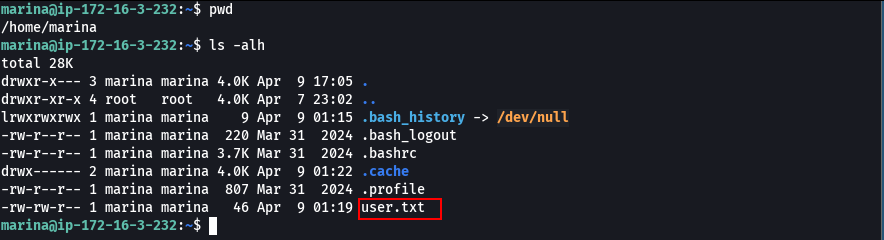 marina@ip-172-16-3-232:~$ pwd
/home/marina
marina@ip-172-16-3-232:~$ ls -alh
total 28K
drwxr-x--- 3 marina marina 4.0K Apr  9 17:05 .
drwxr-xr-x 4 root   root   4.0K Apr  7 23:02 ..
lrwxrwxrwx 1 marina marina    9 Apr  9 01:15 .bash_history -> /dev/null
-rw-r--r-- 1 marina marina  220 Mar 31  2024 .bash_logout
-rw-r--r-- 1 marina marina 3.7K Mar 31  2024 .bashrc
drwx------ 2 marina marina 4.0K Apr  9 01:22 .cache
-rw-r--r-- 1 marina marina  807 Mar 31  2024 .profile
-rw-rw-r-- 1 marina marina   46 Apr  9 01:19 user.txt
marina@ip-172-16-3-232:~$